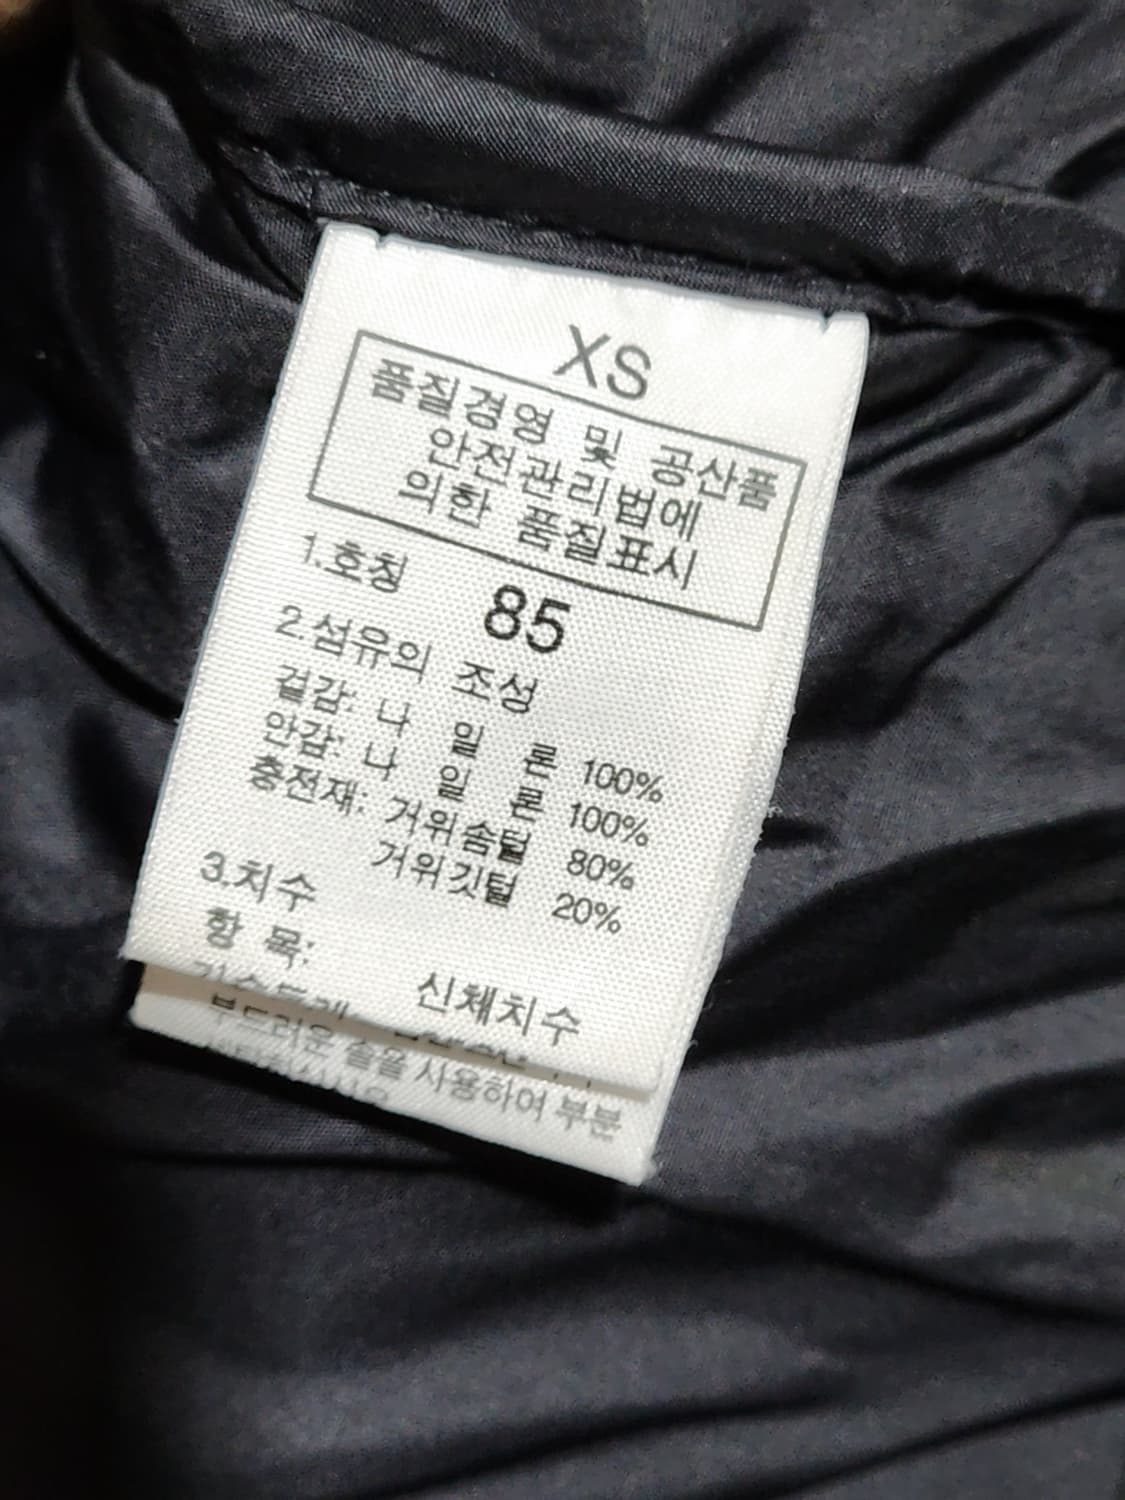 XS
품질경영 및 공산품
안전관리법에
의한 품질표시
1.호칭 85
2.섬유의 조성
겉감: 나 일 론 100%
안감: 나 일 론 100%
충전재: 거위솜털 80%
거위깃털 20%
3.치수
항 목: 신체치수
부드러운 솔을 사용하여 부분